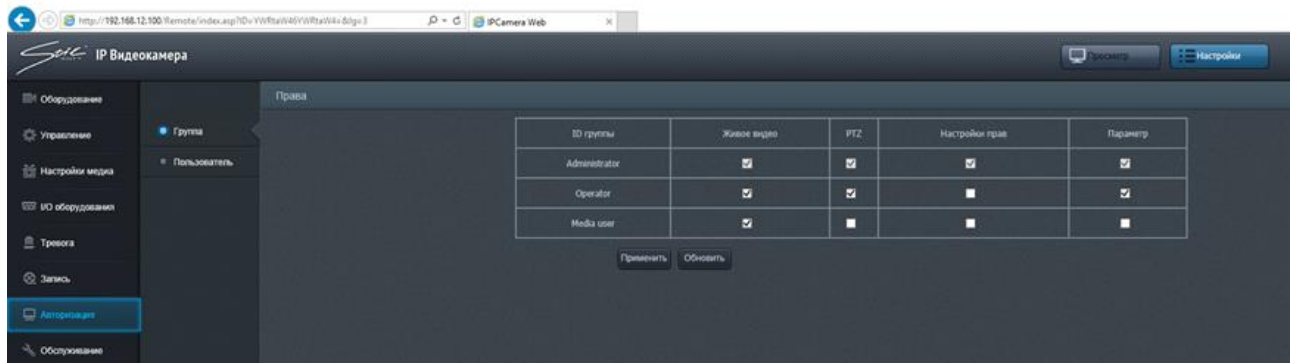 http://192.168.12.100/Remote/index.asp?ID=YWRtaW46YWRtaW4=&lg=3
IPCamera Web
IP Видеокамера
Просмотр
Настройки
Оборудование
Управление
Настройки медиа
I/O оборудования
Тревога
Запись
Авторизация
Обслуживание
Группа
Пользователь
Права
ID группы Живое видео PTZ Настройки прав Параметр
Administrator
Operator
Media user
Применить Обновить